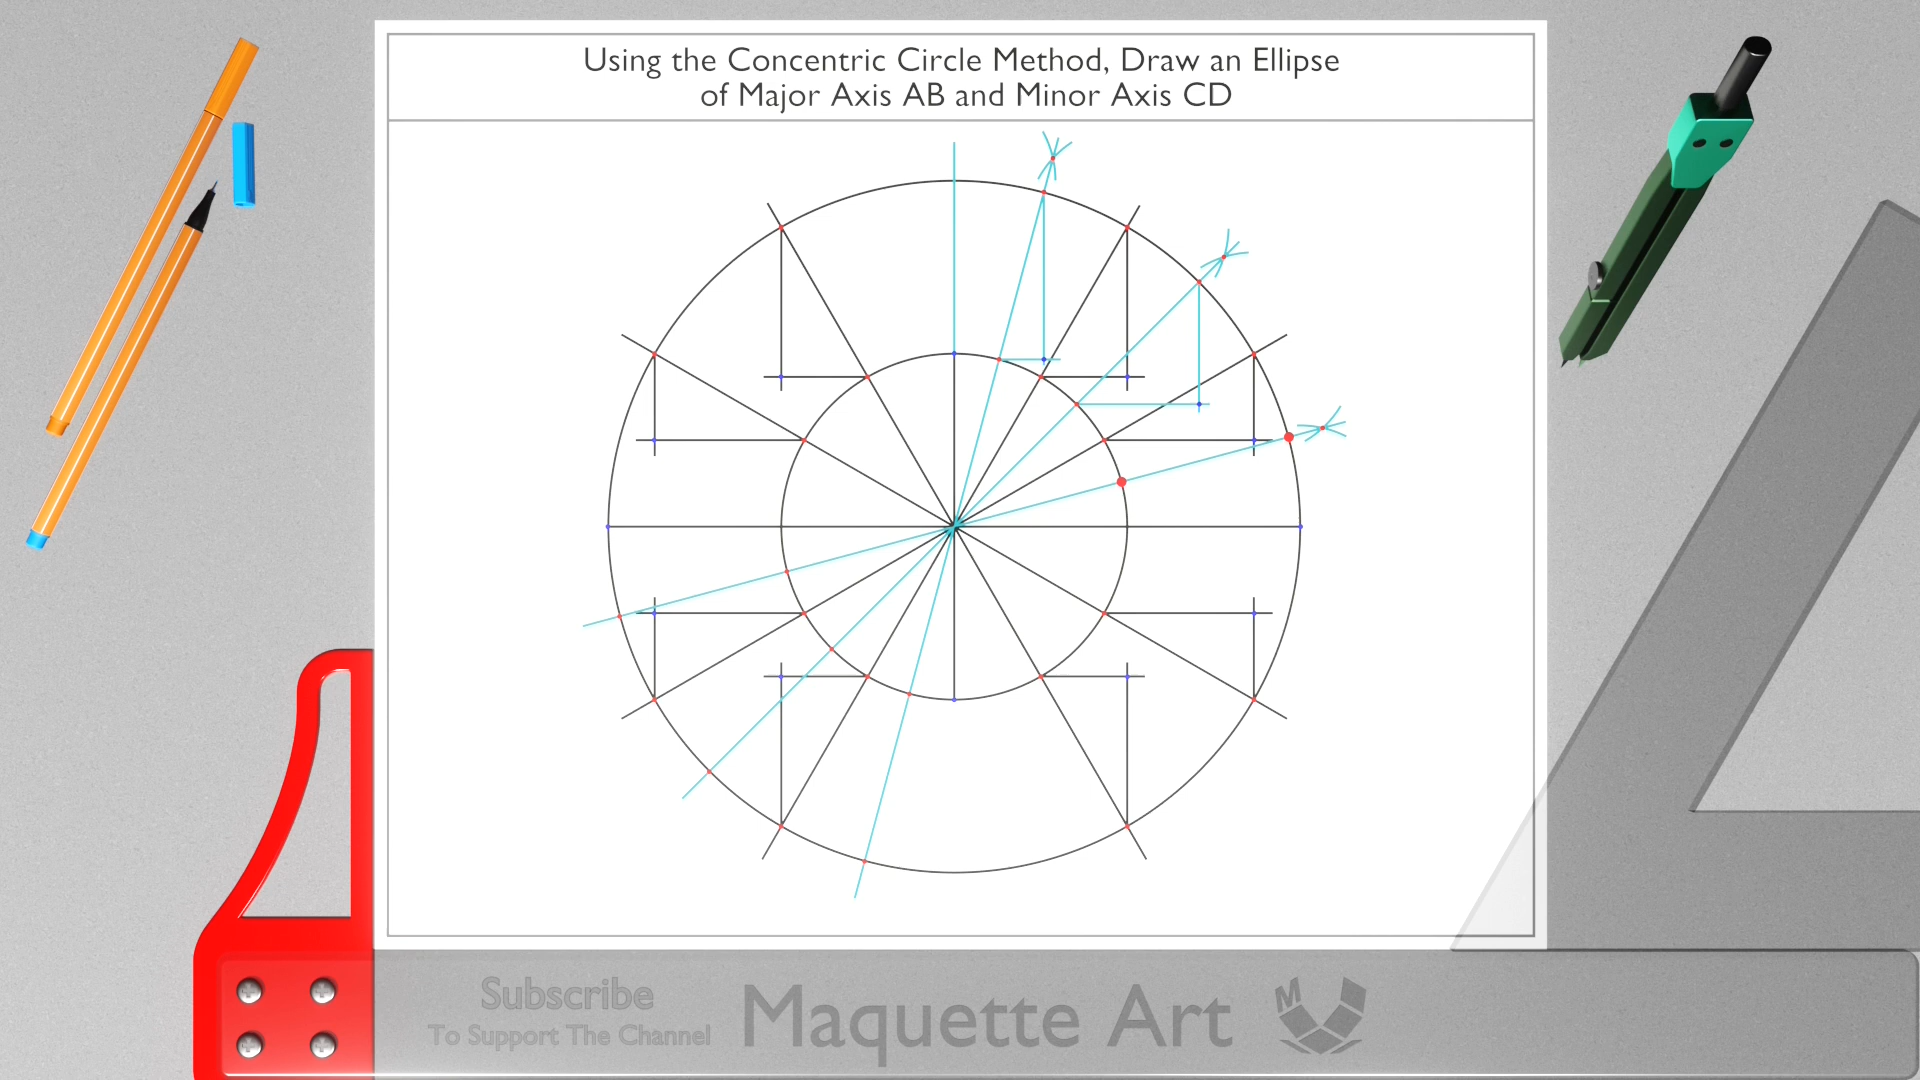 Using the Concentric Circle Method, Draw an Ellipse
of Major Axis AB and Minor Axis CD
Subscribe
To Support The Channel
Maquette Art
M